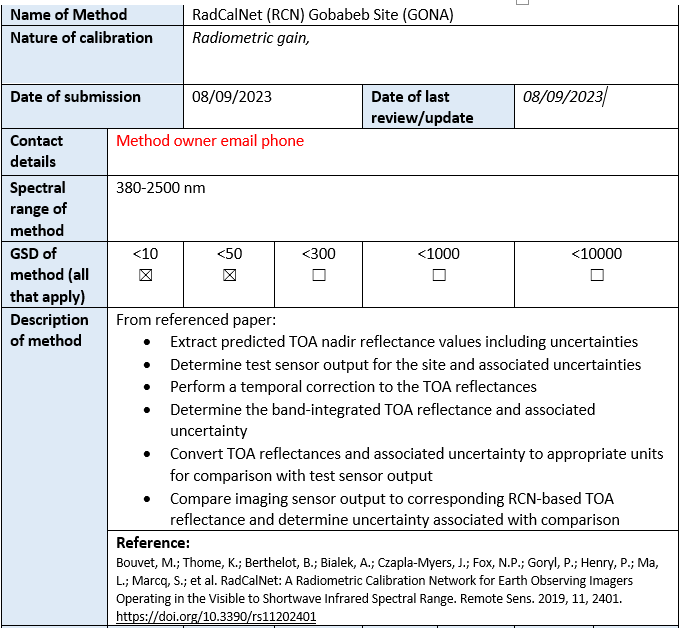 Name of Method RadCalNet (RCN) Gobabeb Site (GONA)
Nature of calibration Radiometric gain,
Date of submission 08/09/2023 Date of last 08/09/2023
review/update
Contact Method owner email phone
details
Spectral 380-2500 nm
range of
method
GSD of <10 <50 <300 <1000 <10000
method (all ☒ ☒ ☐ ☐ ☐
that apply)
Description From referenced paper:
of method • Extract predicted TOA nadir reflectance values including uncertainties
• Determine test sensor output for the site and associated uncertainties
• Perform a temporal correction to the TOA reflectances
• Determine the band-integrated TOA reflectance and associated
uncertainty
• Convert TOA reflectances and associated uncertainty to appropriate units
for comparison with test sensor output
• Compare imaging sensor output to corresponding RCN-based TOA
reflectance and determine uncertainty associated with comparison
Reference:
Bouvet, M.; Thome, K.; Berthelot, B.; Bialek, A.; Czapla-Myers, J.; Fox, N.P.; Goryl, P.; Henry, P.; Ma,
L.; Marcq, S.; et al. RadCalNet: A Radiometric Calibration Network for Earth Observing Imagers
Operating in the Visible to Shortwave Infrared Spectral Range. Remote Sens. 2019, 11, 2401.
https://doi.org/10.3390/rs11202401